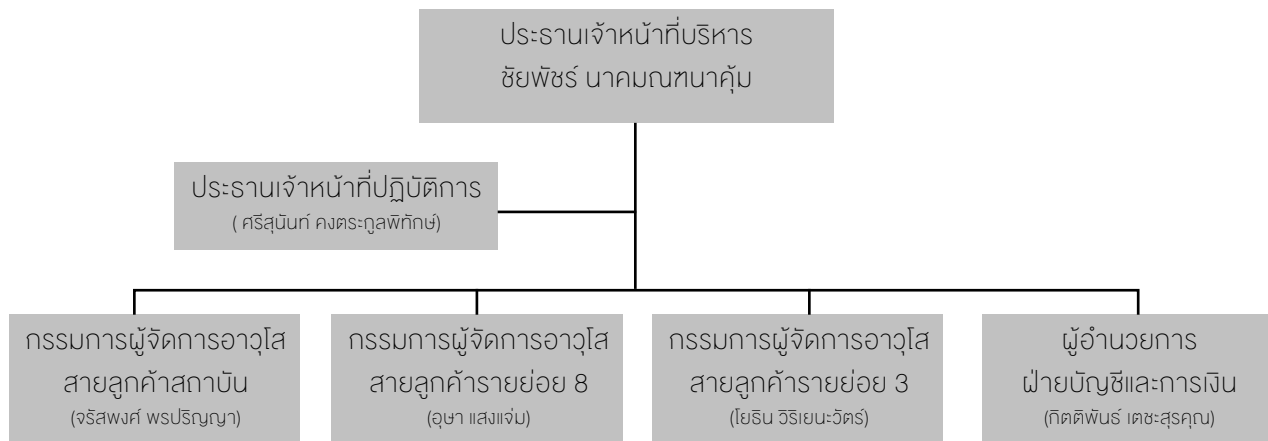 ประธานเจ้าหน้าที่บริหาร
ชัยพัชร์ นาคมณฑนาคุ้ม
ประธานเจ้าหน้าที่ปฏิบัติการ
( ศรีสุนันท์ คงตระกูลพิทักษ์)
กรรมการผู้จัดการอาวุโส
สายลูกค้าสถาบัน
(จรัสพงศ์ พรปริญญา)
กรรมการผู้จัดการอาวุโส
สายลูกค้ารายย่อย 8
(อุษา แสงแจ่ม)
กรรมการผู้จัดการอาวุโส
สายลูกค้ารายย่อย 3
(โยธิน วิริเยนะวัตร์)
ผู้อำนวยการ
ฝ่ายบัญชีและการเงิน
(กิตติพันธ์ เตชะสุรคุณ)